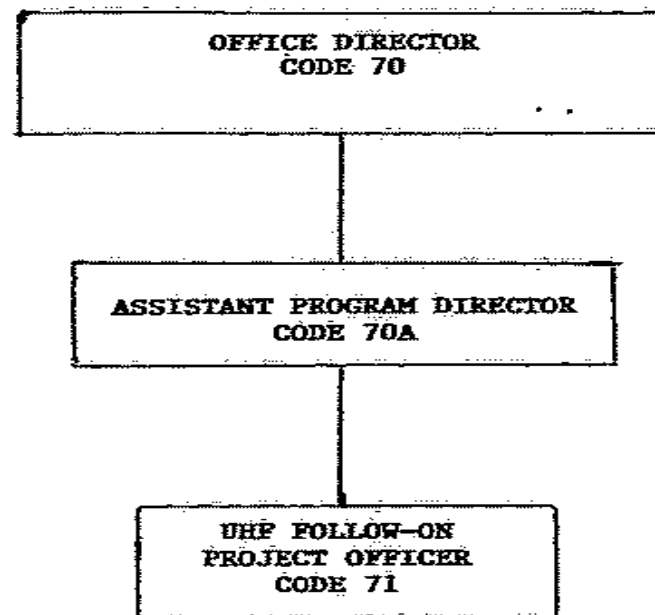 OFFICE DIRECTOR
CODE 70
ASSISTANT PROGRAM DIRECTOR
CODE 70A
UHF FOLLOW-ON
PROJECT OFFICER
CODE 71